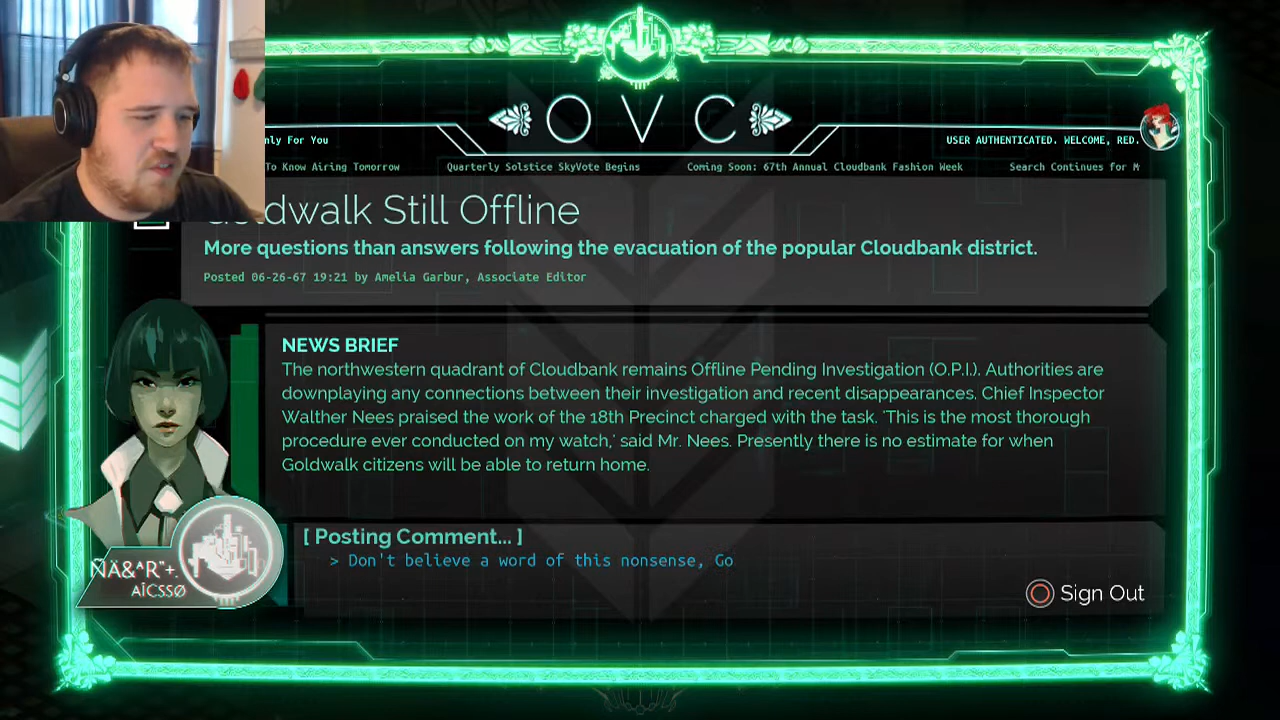 OVC
nly For You
USER AUTHENTICATED. WELCOME, RED.
To Know Airing Tomorrow Quarterly Solstice SkyVote Begins Coming Soon: 67th Annual Cloudbank Fashion Week Search Continues for M
oldwalk Still Offline
More questions than answers following the evacuation of the popular Cloudbank district.
Posted 06-26-67 19:21 by Amelia Garbur, Associate Editor
NEWS BRIEF
The northwestern quadrant of Cloudbank remains Offline Pending Investigation (O.P.I.). Authorities are
downplaying any connections between their investigation and recent disappearances. Chief Inspector
Walther Nees praised the work of the 18th Precinct charged with the task. 'This is the most thorough
procedure ever conducted on my watch,' said Mr. Nees. Presently there is no estimate for when
Goldwalk citizens will be able to return home.
[ Posting Comment... ]
> Don't believe a word of this nonsense, Go
Sign Out